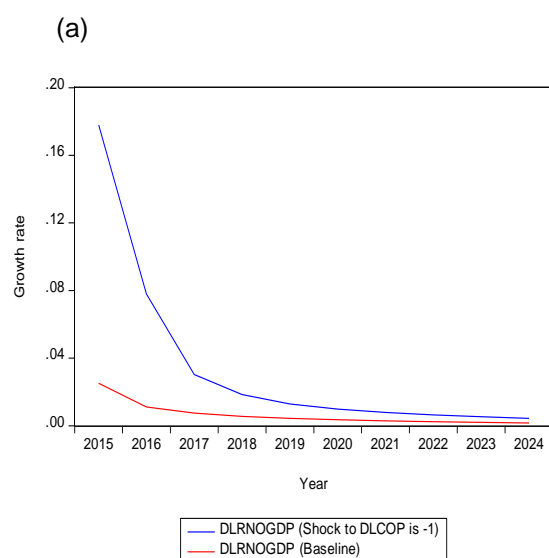 (a)
.20
.16
.12
.08
.04
.00
Growth rate
2015 2016 2017 2018 2019 2020 2021 2022 2023 2024
Year
DLRNOGDP (Shock to DLCOP is -1)
DLRNOGDP (Baseline)